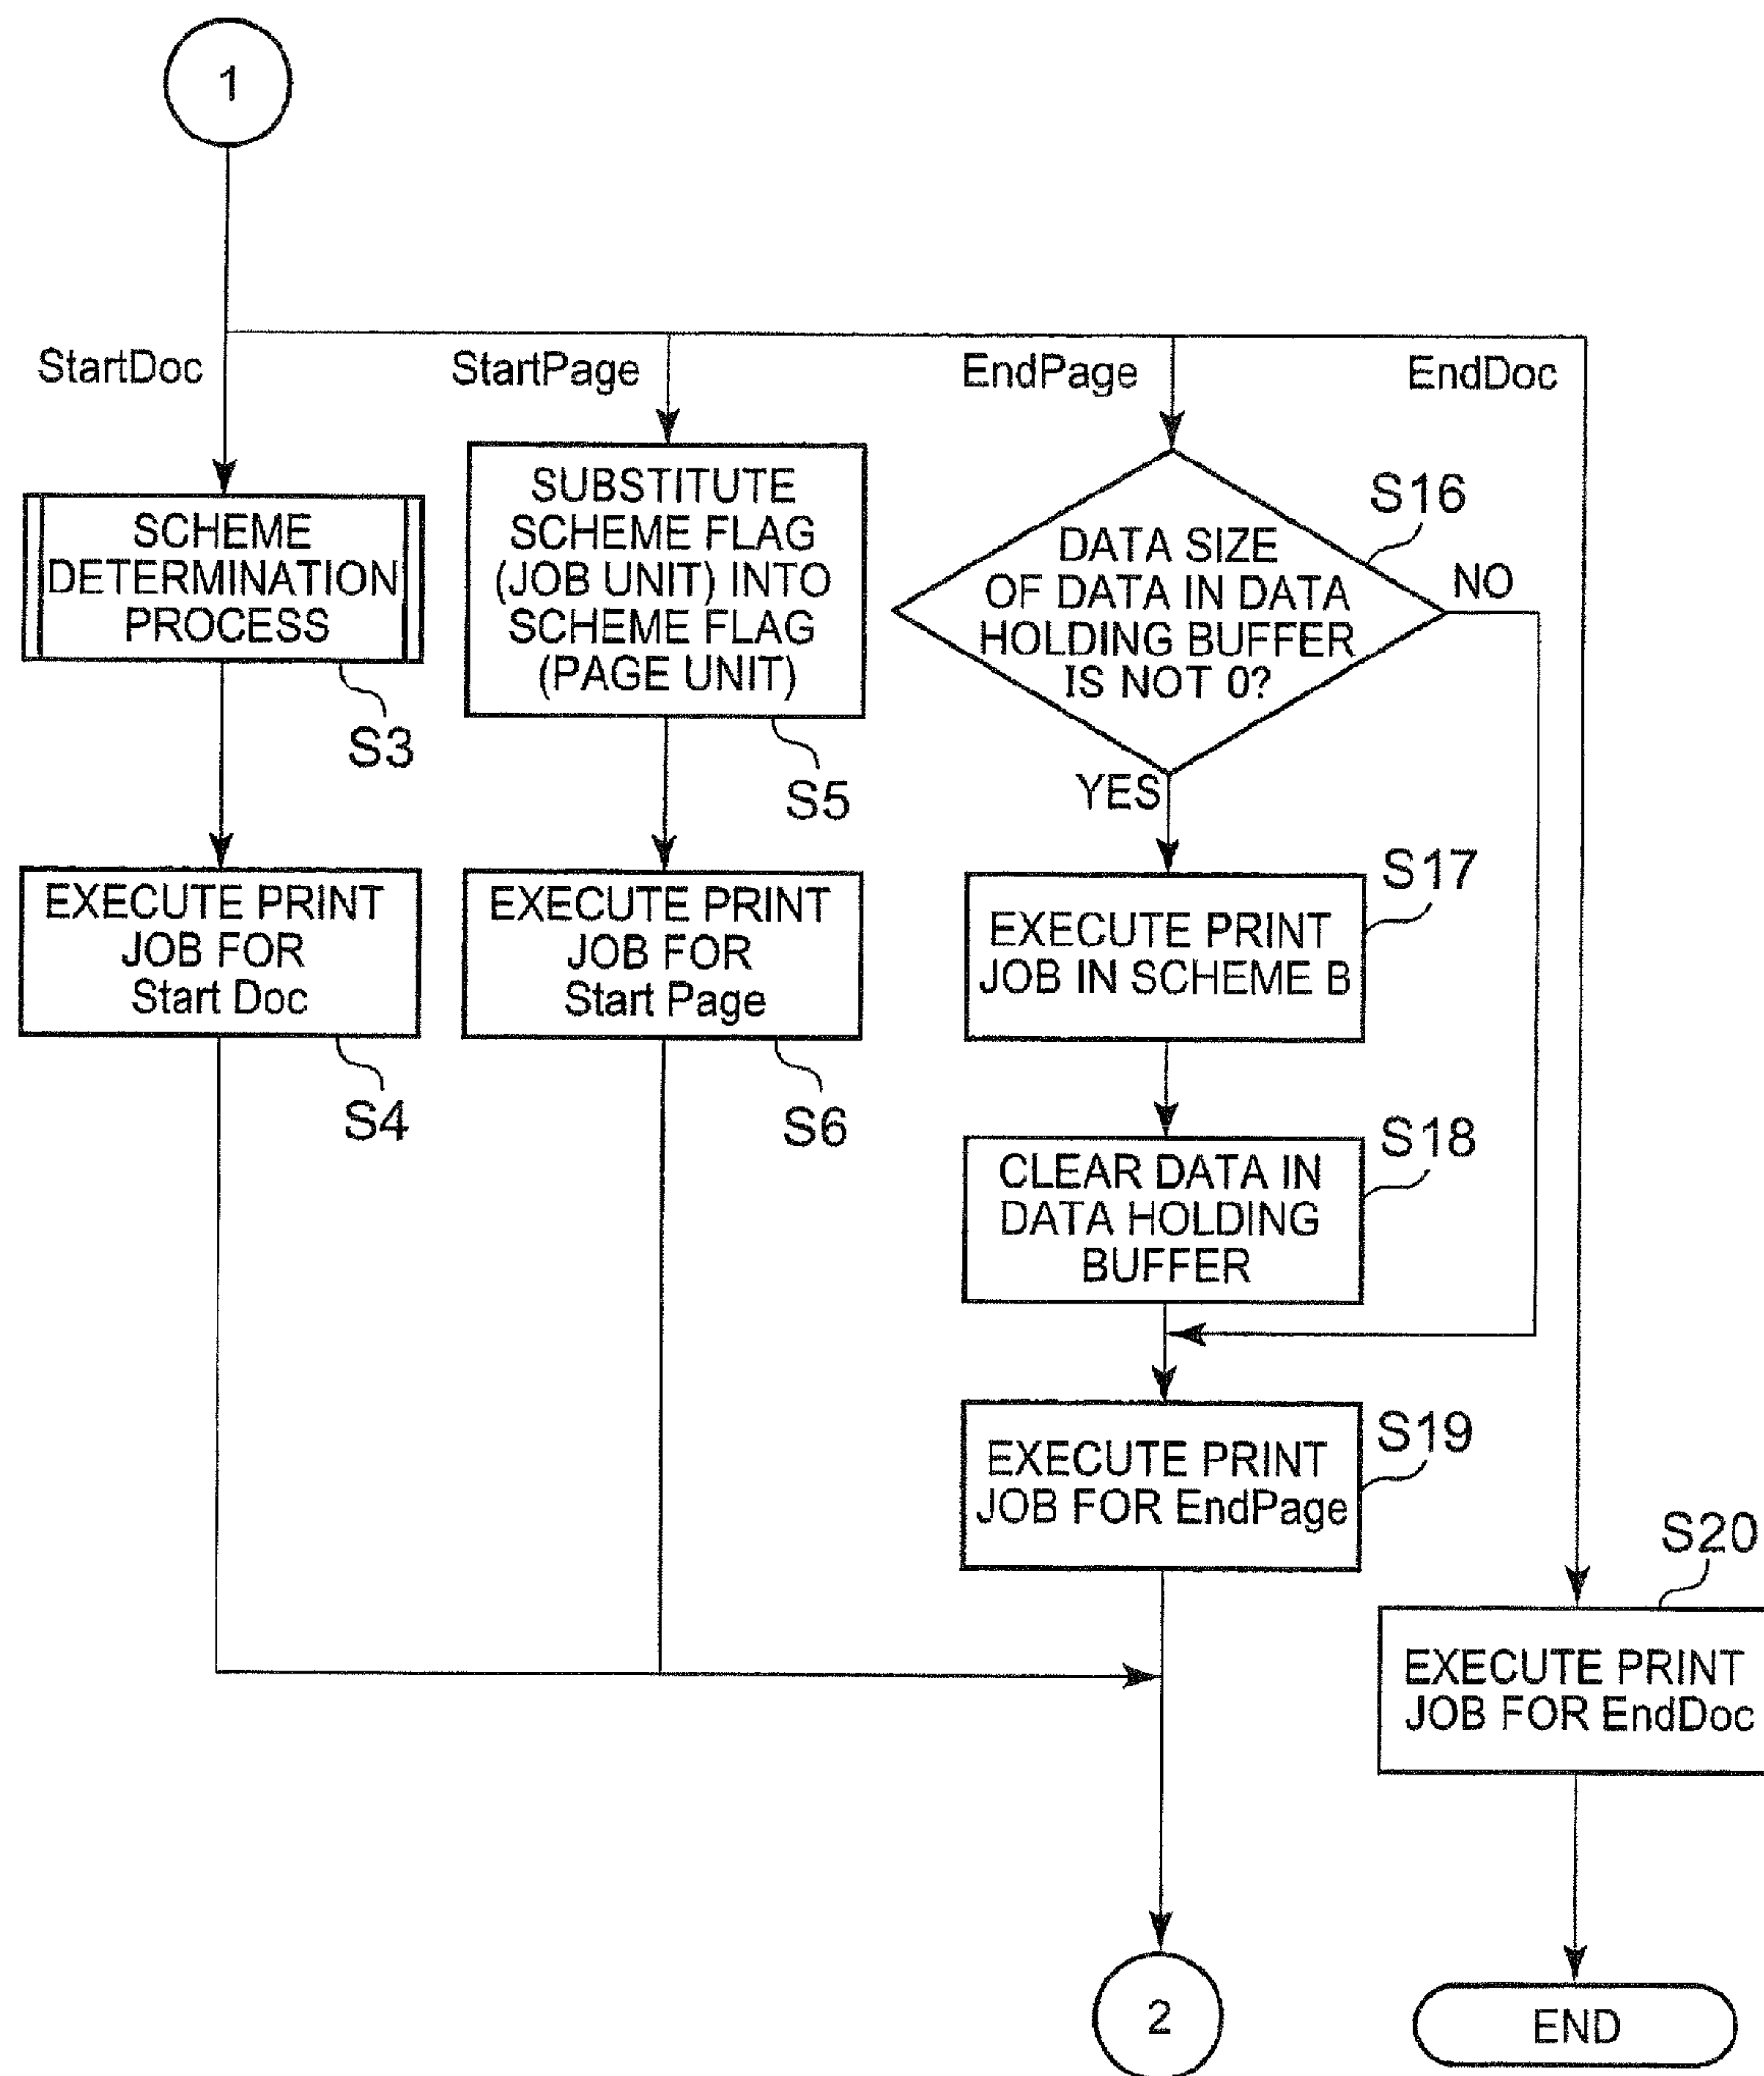 1
StartDoc
StartPage
EndPage
EndDoc
SCHEME
DETERMINATION
PROCESS
S3
SUBSTITUTE
SCHEME FLAG
(JOB UNIT) INTO
SCHEME FLAG
(PAGE UNIT)
S5
DATA SIZE
OF DATA IN DATA
HOLDING BUFFER
IS NOT 0?
S16
NO
YES
EXECUTE PRINT
JOB FOR
Start Doc
S4
EXECUTE PRINT
JOB FOR
Start Page
S6
EXECUTE PRINT
JOB IN SCHEME B
S17
CLEAR DATA IN
DATA HOLDING
BUFFER
S18
EXECUTE PRINT
JOB FOR EndPage
S19
S20
EXECUTE PRINT
JOB FOR EndDoc
2
END